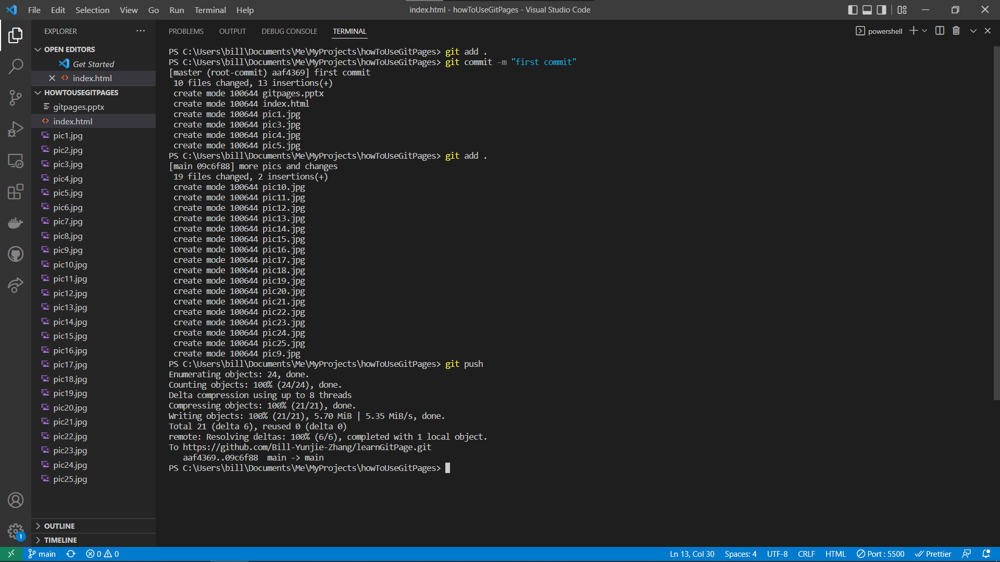 File Edit Selection View Go Run Terminal Help
index.html - howToUseGitPages - Visual Studio Code
EXPLORER
OPEN EDITORS
Get Started
index.html
HOWTOUSEGITPAGES
gitpages.pptx
index.html
pic1.jpg
pic2.jpg
pic3.jpg
pic4.jpg
pic5.jpg
pic6.jpg
pic7.jpg
pic8.jpg
pic9.jpg
pic10.jpg
pic11.jpg
pic12.jpg
pic13.jpg
pic14.jpg
pic15.jpg
pic16.jpg
pic17.jpg
pic18.jpg
pic19.jpg
pic20.jpg
pic21.jpg
pic22.jpg
pic23.jpg
pic24.jpg
pic25.jpg
OUTLINE
TIMELINE
1
PROBLEMS OUTPUT DEBUG CONSOLE TERMINAL
powershell
PS C:\Users\bill\Documents\Me\MyProjects\howToUseGitPages> git add .
PS C:\Users\bill\Documents\Me\MyProjects\howToUseGitPages> git commit -m "first commit"
[master (root-commit) aaf4369] first commit
10 files changed, 13 insertions(+)
create mode 100644 gitpages.pptx
create mode 100644 index.html
create mode 100644 pic1.jpg
create mode 100644 pic3.jpg
create mode 100644 pic4.jpg
create mode 100644 pic5.jpg
PS C:\Users\bill\Documents\Me\MyProjects\howToUseGitPages> git add .
[main 09c6f88] more pics and changes
19 files changed, 2 insertions(+)
create mode 100644 pic10.jpg
create mode 100644 pic11.jpg
create mode 100644 pic12.jpg
create mode 100644 pic13.jpg
create mode 100644 pic14.jpg
create mode 100644 pic15.jpg
create mode 100644 pic16.jpg
create mode 100644 pic17.jpg
create mode 100644 pic18.jpg
create mode 100644 pic19.jpg
create mode 100644 pic20.jpg
create mode 100644 pic21.jpg
create mode 100644 pic22.jpg
create mode 100644 pic23.jpg
create mode 100644 pic24.jpg
create mode 100644 pic25.jpg
create mode 100644 pic9.jpg
PS C:\Users\bill\Documents\Me\MyProjects\howToUseGitPages> git push
Enumerating objects: 24, done.
Counting objects: 100% (24/24), done.
Delta compression using up to 8 threads
Compressing objects: 100% (21/21), done.
Writing objects: 100% (21/21), 5.70 MiB | 5.35 MiB/s, done.
Total 21 (delta 6), reused 0 (delta 0)
remote: Resolving deltas: 100% (6/6), completed with 1 local object.
To https://github.com/Bill-Yunjie-Zhang/learnGitPage.git
aaf4369..09c6f88 main -> main
PS C:\Users\bill\Documents\Me\MyProjects\howToUseGitPages>
main 0 0 Ln 13, Col 30 Spaces: 4 UTF-8 CRLF HTML Port : 5500 Prettier